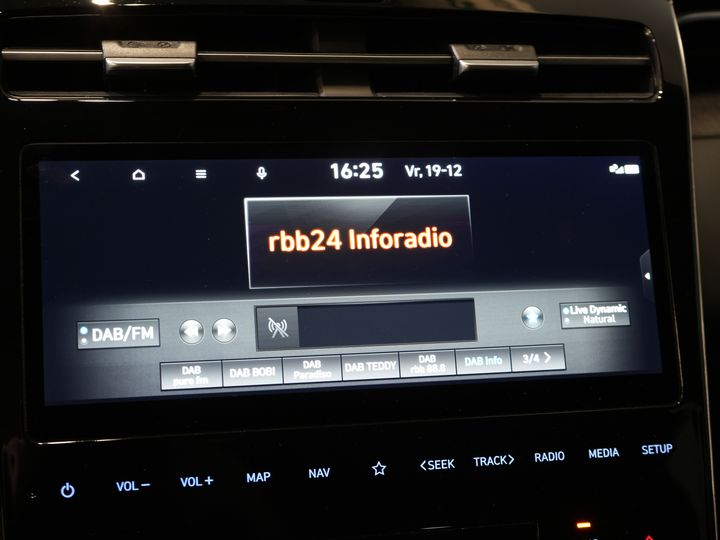 16:25 Vr, 19-12
rbb24 Inforadio
DAB/FM
Live Dynamic
Natural
DAB
pure fm
DAB BOB!
DAB
Paradiso
DAB TEDDY
DAB
rbb 88.8
DAB Info
3/4 >
VOL − VOL + MAP NAV < SEEK TRACK > RADIO MEDIA SETUP